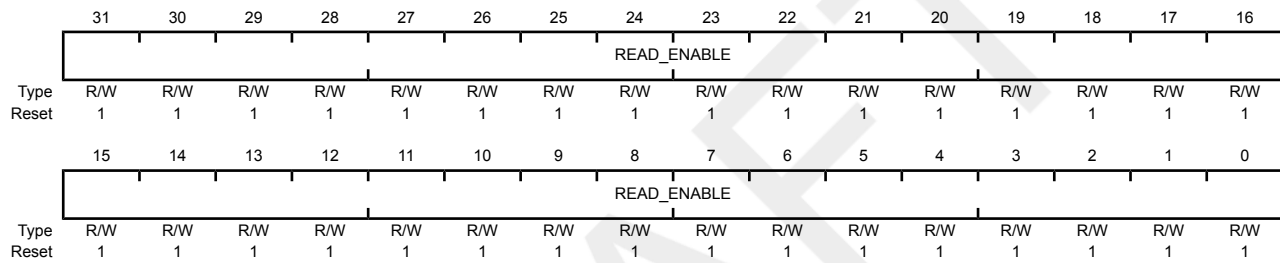 31 30 29 28 27 26 25 24 23 22 21 20 19 18 17 16
READ_ENABLE
Type R/W R/W R/W R/W R/W R/W R/W R/W R/W R/W R/W R/W R/W R/W R/W R/W
Reset 1 1 1 1 1 1 1 1 1 1 1 1 1 1 1 1
15 14 13 12 11 10 9 8 7 6 5 4 3 2 1 0
READ_ENABLE
Type R/W R/W R/W R/W R/W R/W R/W R/W R/W R/W R/W R/W R/W R/W R/W R/W
Reset 1 1 1 1 1 1 1 1 1 1 1 1 1 1 1 1